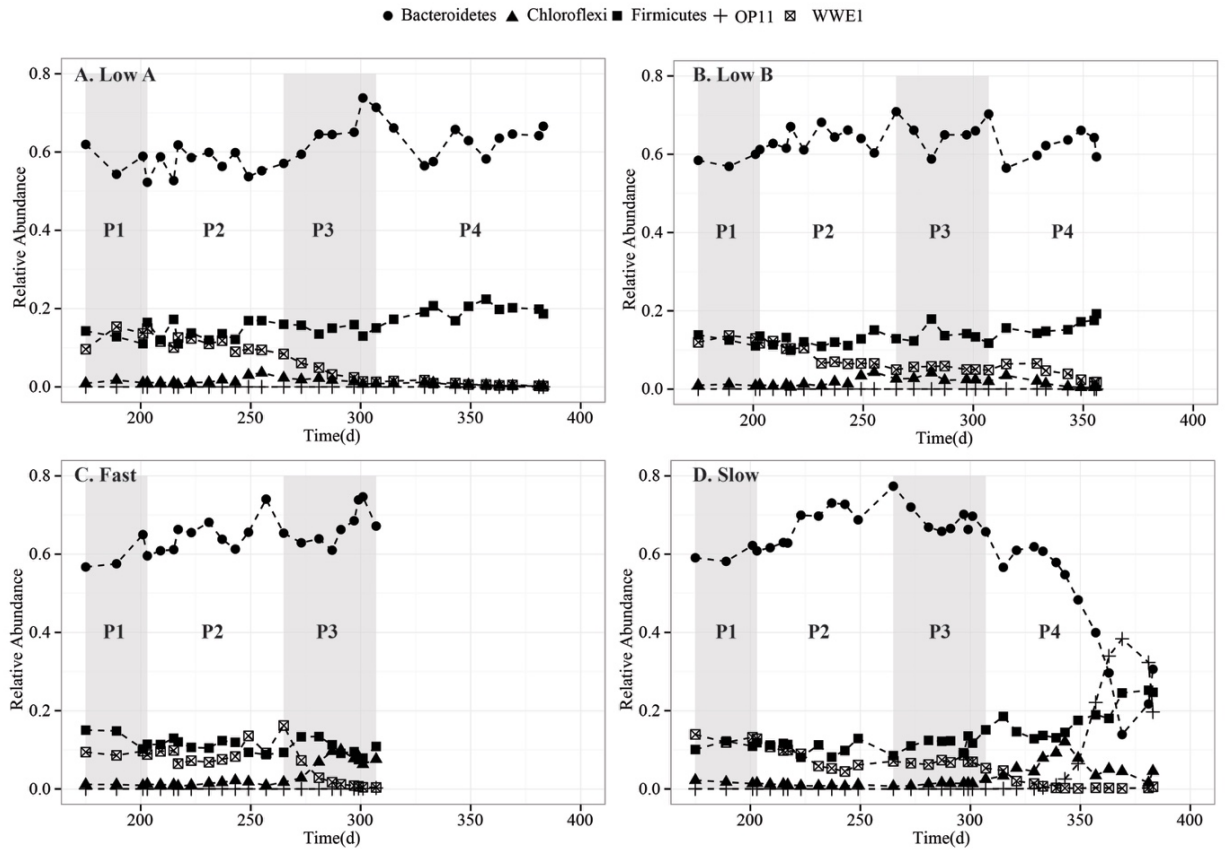 Bacteroidetes Chloroflexi Firmicutes OP11 WWE1
A. Low A
Relative Abundance
0.8
0.6
0.4
0.2
0.0
P1 P2 P3 P4
200 250 300 350 400
Time(d)
B. Low B
Relative Abundance
0.8
0.6
0.4
0.2
0.0
P1 P2 P3 P4
200 250 300 350 400
Time(d)
C. Fast
Relative Abundance
0.8
0.6
0.4
0.2
0.0
P1 P2 P3
200 250 300 350 400
Time(d)
D. Slow
Relative Abundance
0.8
0.6
0.4
0.2
0.0
P1 P2 P3 P4
200 250 300 350 400
Time(d)